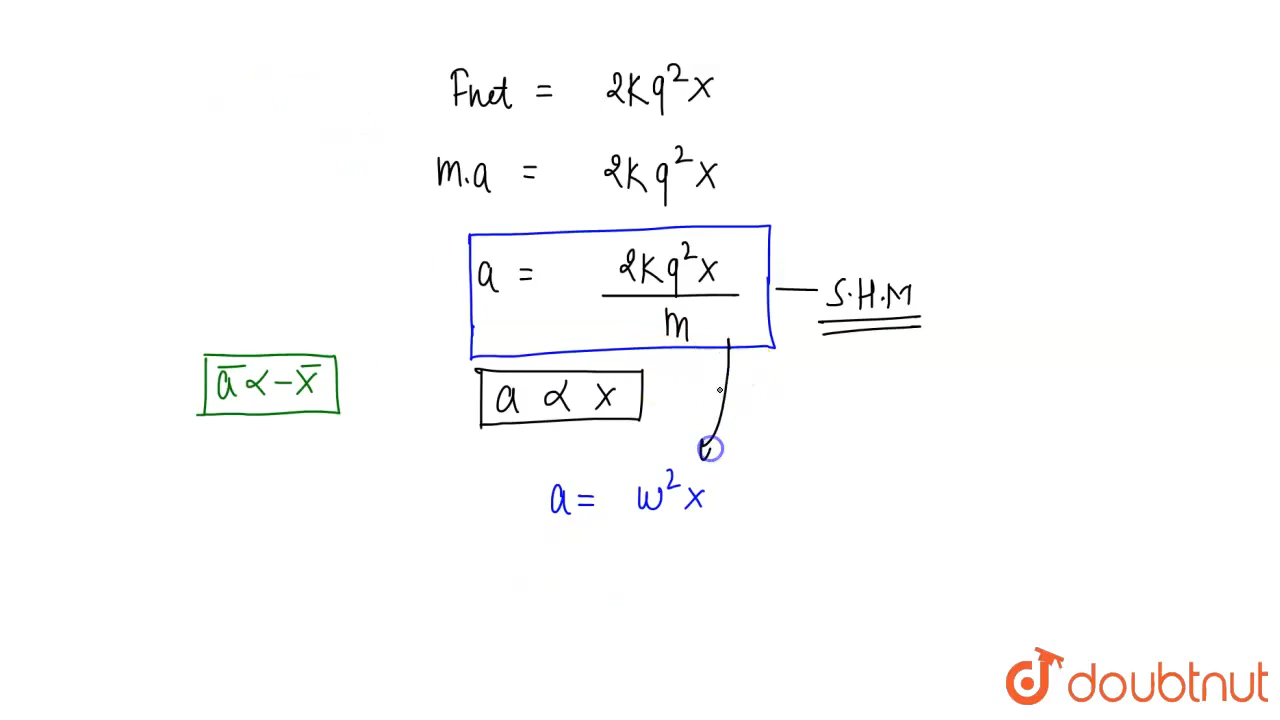 Fnet = 2Kq²x
m.a = 2Kq²x
a = 2Kq²x / m — S.H.M
a̅ ∝ -x̅
a ∝ x
a = ω²x
doubtnut